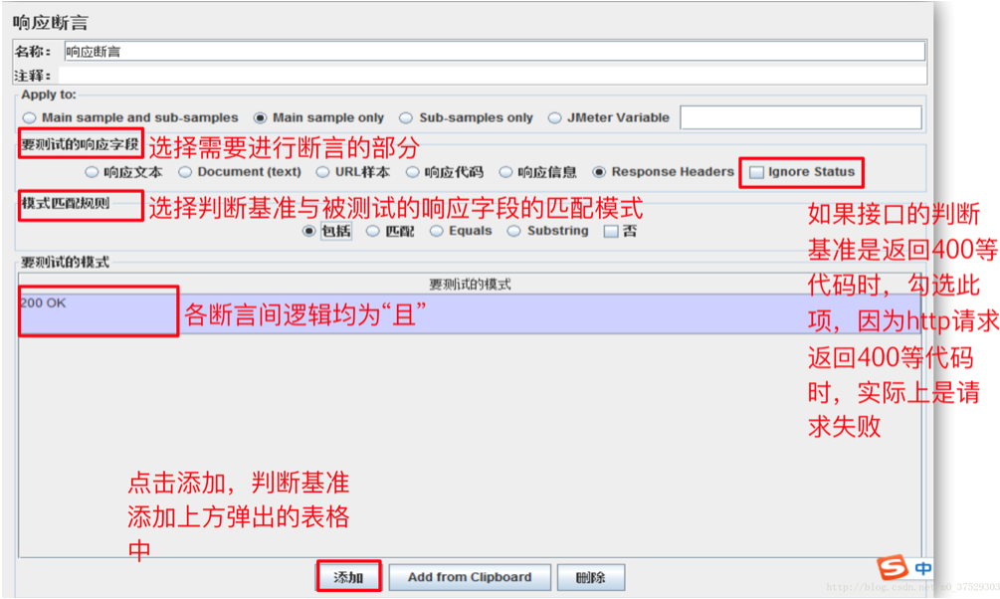 响应断言
名称： 响应断言
注释：
Apply to:
Main sample and sub-samples Main sample only Sub-samples only JMeter Variable
要测试的响应字段 选择需要进行断言的部分
响应文本 Document (text) URL样本 响应代码 响应信息 Response Headers Ignore Status
模式匹配规则 选择判断基准与被测试的响应字段的匹配模式
包括 匹配 Equals Substring 否
如果接口的判断
基准是返回400等
代码时，勾选此
项，因为http请求
返回400等代码
时，实际上是请
求失败
要测试的模式
要测试的模式
200 OK 各断言间逻辑均为“且”
点击添加，判断基准
添加上方弹出的表格
中
添加 Add from Clipboard 删除
S 中